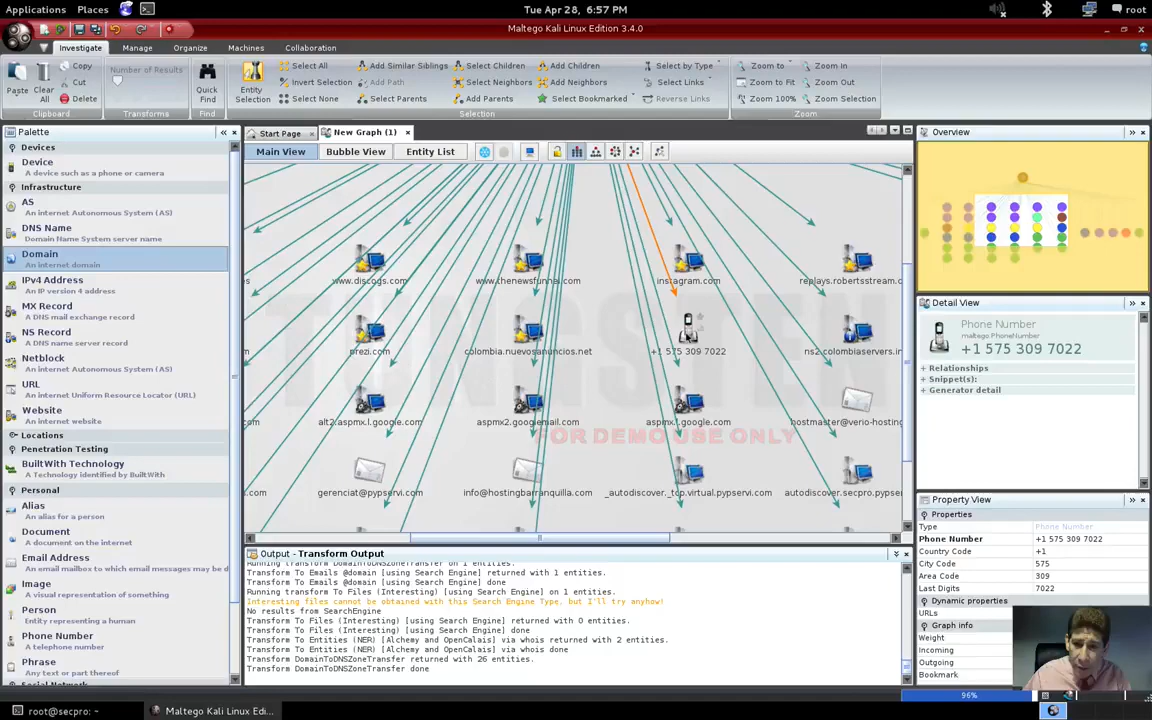 Applications Places Tue Apr 28, 6:57 PM root
Maltego Kali Linux Edition 3.4.0
Investigate Manage Organize Machines Collaboration
Copy Number of Results Select All Add Similar Siblings Select Children Add Children Select by Type Zoom to Zoom in
Cut Invert Selection Add Path Select Neighbors Add Neighbors Select Links Zoom to Fit Zoom Out
Paste Clear All Delete Quick Find Entity Selection Select None Select Parents Add Parents Select Bookmarked Reverse Links Zoom 100% Zoom Selection
Clipboard Transforms Find Selection Zoom
Palette
Devices
Device
A device such as a phone or camera
Infrastructure
AS
An internet Autonomous System (AS)
DNS Name
Domain Name System server name
Domain
An internet domain
IPv4 Address
An IP version 4 address
MX Record
A DNS mail exchange record
NS Record
A DNS name server record
Netblock
An internet Autonomous System (AS)
URL
An internet Uniform Resource Locator (URL)
Website
An internet website
Locations
Penetration Testing
BuiltWith Technology
A Technology identified by BuiltWith
Personal
Alias
An alias for a person
Document
A document on the internet
Email Address
An email mailbox to which email messages may be d
Image
A visual representation of something
Person
Entity representing a human
Phone Number
A telephone number
Phrase
Any text or part thereof
Start Page New Graph (1)
Main View Bubble View Entity List
www.discogs.com www.thenewsfunnel.com instagram.com replays.robertsstream.c
prezi.com colombia.nuevosanuncios.net +1 575 309 7022 ns2.colombiaservers.in
com alt2.aspmx.l.google.com aspmx2.googlemail.com aspmx.l.google.com hostmaster@verio-hosting
FOR DEMO USE ONLY
l.com gerenciat@pypservi.com info@hostingbarranquilla.com _autodiscover._tcp.virtual.pypservi.com autodiscover.secpro.pypser
Output - Transform Output
Running transform DomainToDNSZoneTransfer on 1 entities.
Transform To Emails @domain [using Search Engine] returned with 1 entities.
Transform To Emails @domain [using Search Engine] done
Running transform To Files (Interesting) [using Search Engine] on 1 entities.
Interesting files cannot be obtained with this Search Engine Type, but I'll try anyhow!
No results from SearchEngine
Transform To Files (Interesting) [using Search Engine] returned with 0 entities.
Transform To Files (Interesting) [using Search Engine] done
Transform To Entities (NER) [Alchemy and OpenCalais] via whois returned with 2 entities.
Transform To Entities (NER) [Alchemy and OpenCalais] via whois done
Transform DomainToDNSZoneTransfer returned with 26 entities.
Transform DomainToDNSZoneTransfer done
Overview
Detail View
Phone Number
maltego.PhoneNumber
+1 575 309 7022
Relationships
Snippet(s):
Generator detail
Property View
Properties
Type Phone Number
Phone Number +1 575 309 7022
Country Code +1
City Code 575
Area Code 309
Last Digits 7022
Dynamic properties
URLs
Graph info
Weight
Incoming
Outgoing
Bookmark
96%
root@secpro: ~ Maltego Kali Linux Edi...